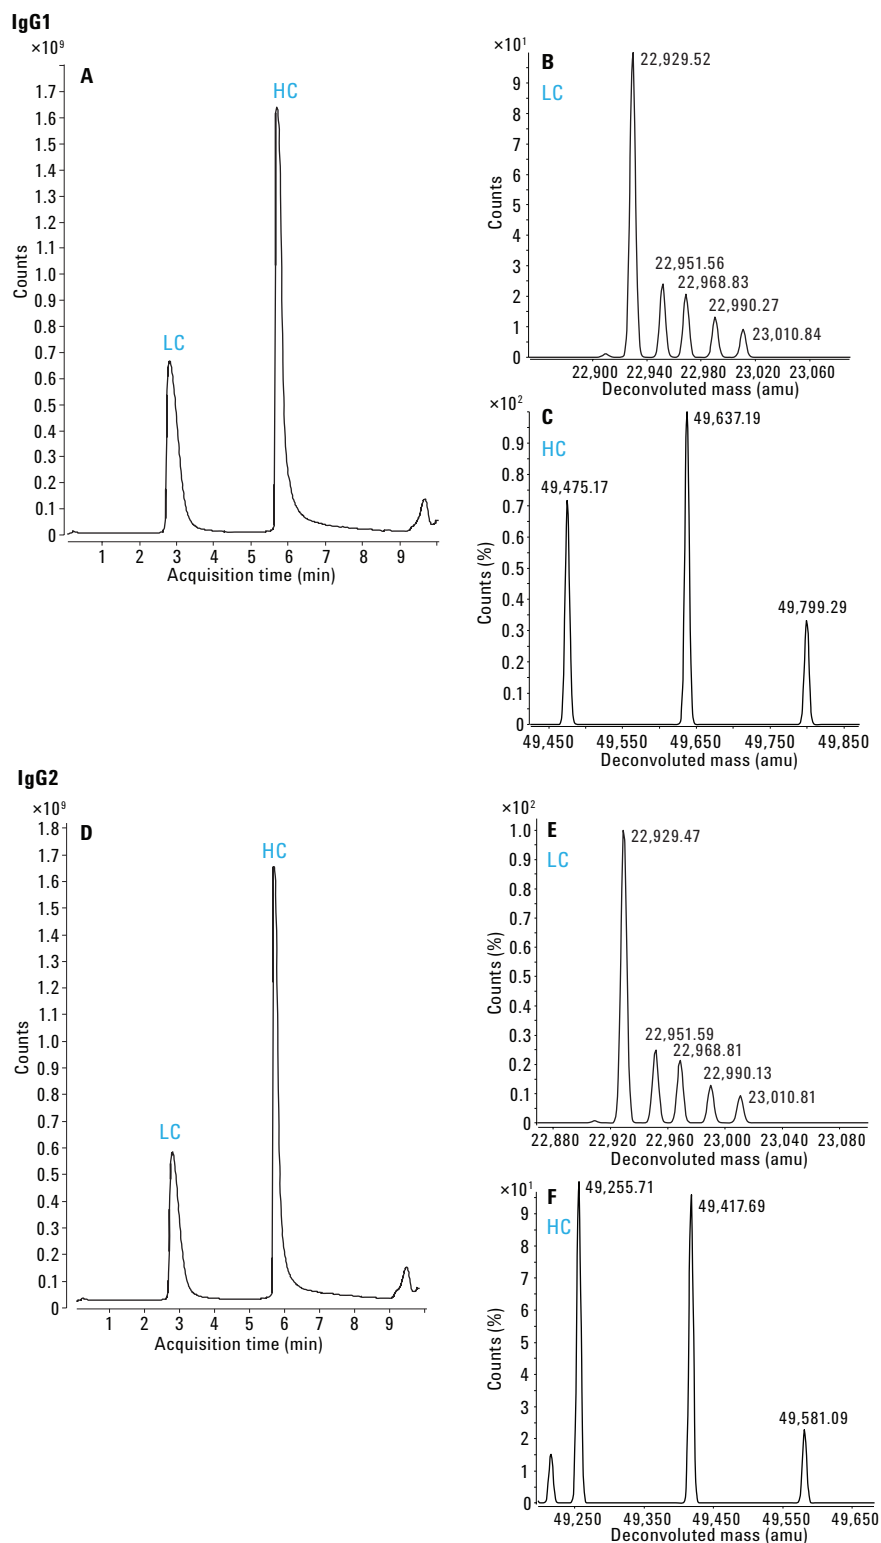 IgG1
×10⁹
A
HC
LC
1.7
1.6
1.5
1.4
1.3
1.2
1.1
1.0
0.9
0.8
0.7
0.6
0.5
0.4
0.3
0.2
0.1
0
Counts
1 2 3 4 5 6 7 8 9
Acquisition time (min)
×10¹
B
LC
22,929.52
22,951.56
22,968.83
22,990.27
23,010.84
9
8
7
6
5
4
3
2
1
0
Counts
22,900 22,940 22,980 23,020 23,060
Deconvoluted mass (amu)
×10²
C
HC
49,637.19
49,475.17
49,799.29
0.9
0.8
0.7
0.6
0.5
0.4
0.3
0.2
0.1
0
Counts (%)
49,450 49,550 49,650 49,750 49,850
Deconvoluted mass (amu)
IgG2
×10⁹
D
HC
LC
1.8
1.7
1.6
1.5
1.4
1.3
1.2
1.1
1.0
0.9
0.8
0.7
0.6
0.5
0.4
0.3
0.2
0.1
0
Counts
1 2 3 4 5 6 7 8 9
Acquisition time (min)
×10²
E
LC
22,929.47
22,951.59
22,968.81
22,990.13
23,010.81
1.0
0.9
0.8
0.7
0.6
0.5
0.4
0.3
0.2
0.1
0
Counts (%)
22,880 22,920 22,960 23,000 23,040 23,080
Deconvoluted mass (amu)
×10¹
F
HC
49,255.71
49,417.69
49,581.09
9
8
7
6
5
4
3
2
1
0
Counts (%)
49,250 49,350 49,450 49,550 49,650
Deconvoluted mass (amu)